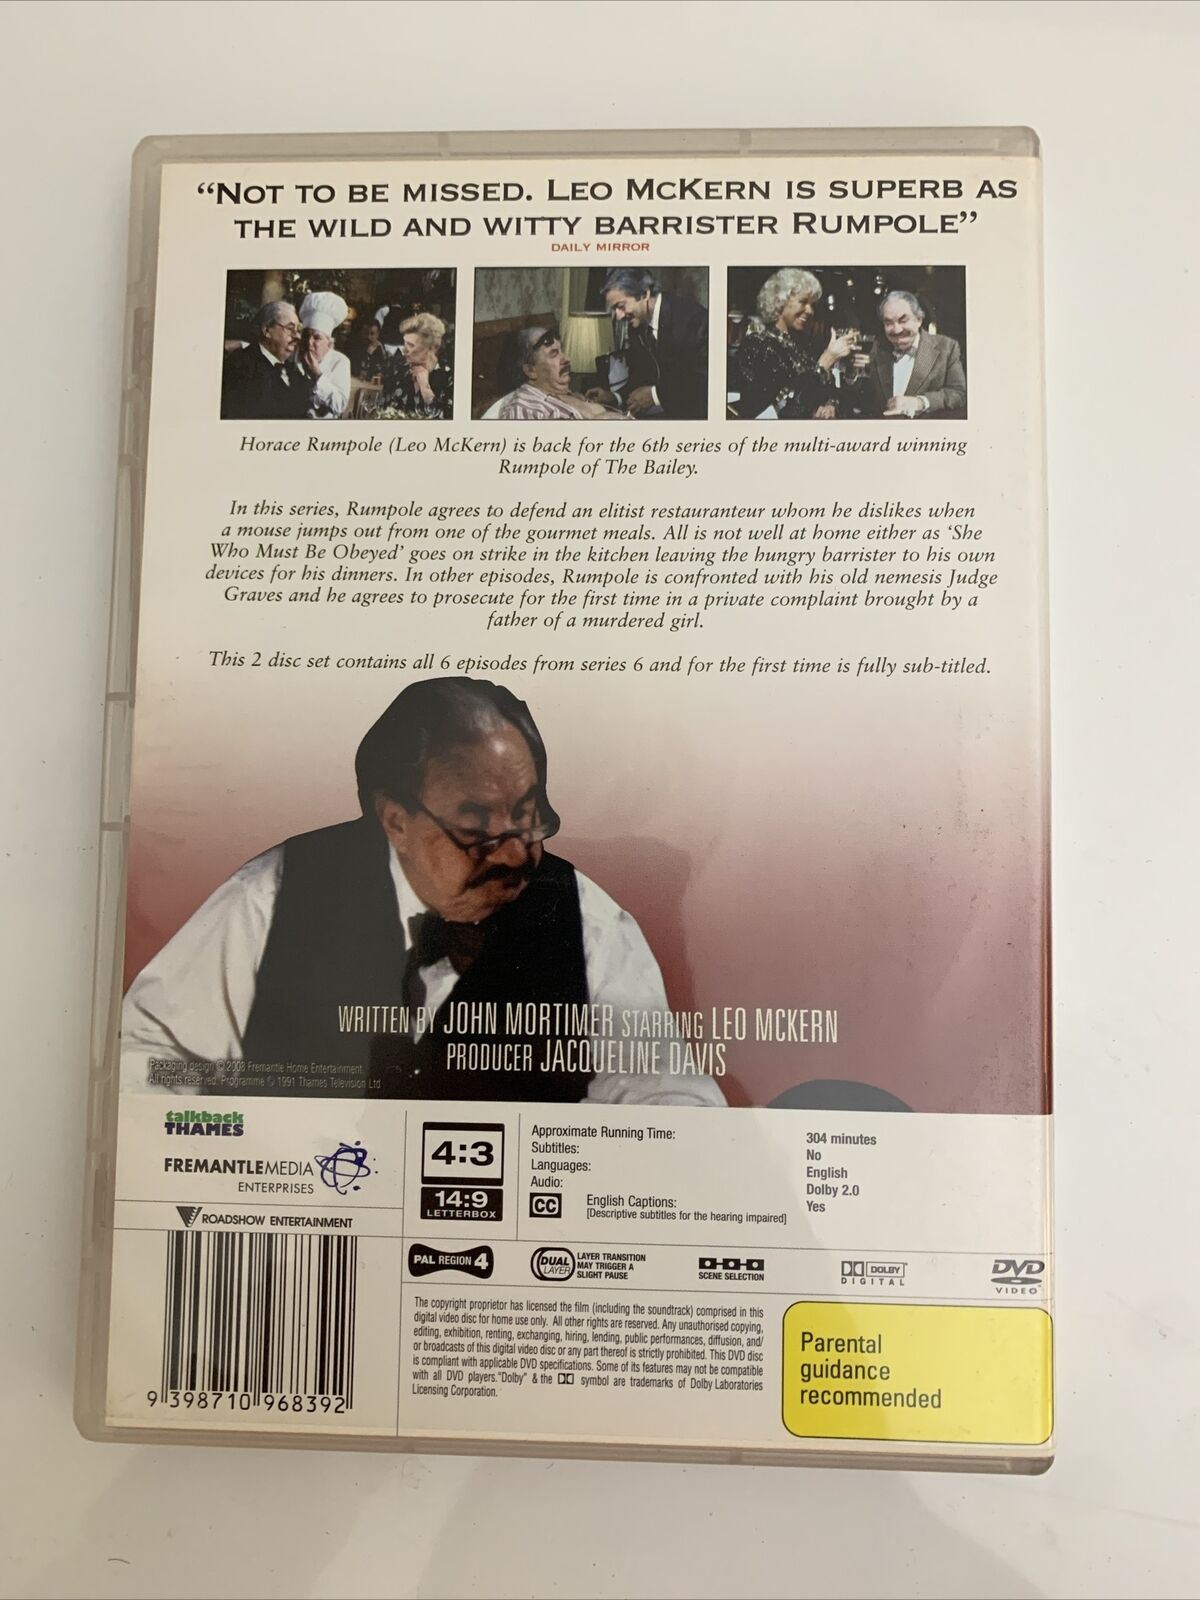 “NOT TO BE MISSED. LEO MCKERN IS SUPERB AS
THE WILD AND WITTY BARRISTER RUMPOLE”
DAILY MIRROR
Horace Rumpole (Leo McKern) is back for the 6th series of the multi-award winning
Rumpole of The Bailey.
In this series, Rumpole agrees to defend an elitist restauranteur whom he dislikes when
a mouse jumps out from one of the gourmet meals. All is not well at home either as ‘She
Who Must Be Obeyed’ goes on strike in the kitchen leaving the hungry barrister to his own
devices for his dinners. In other episodes, Rumpole is confronted with his old nemesis Judge
Graves and he agrees to prosecute for the first time in a private complaint brought by a
father of a murdered girl.
This 2 disc set contains all 6 episodes from series 6 and for the first time is fully sub-titled.
WRITTEN BY JOHN MORTIMER STARRING LEO MCKERN
PRODUCER JACQUELINE DAVIS
Packaging design © 2008 Fremantle Home Entertainment.
All rights reserved. Programme © 1991 Thames Television Ltd
talkback
THAMES
FREMANTLEMEDIA
ENTERPRISES
ROADSHOW ENTERTAINMENT
9 398710 968392
4:3
14:9
LETTERBOX
Approximate Running Time: 304 minutes
Subtitles: No
Languages: English
Audio: Dolby 2.0
CC English Captions: Yes
[Descriptive subtitles for the hearing impaired]
PAL REGION 4
DUAL LAYER
LAYER TRANSITION
MAY TRIGGER A
SLIGHT PAUSE
SCENE SELECTION
DOLBY
DIGITAL
DVD
VIDEO
The copyright proprietor has licensed the film (including the soundtrack) comprised in this
digital video disc for home use only. All other rights are reserved. Any unauthorised copying,
editing, exhibition, renting, exchanging, hiring, lending, public performances, diffusion, and/
or broadcasts of this digital video disc or any part thereof is strictly prohibited. This DVD disc
is compliant with applicable DVD specifications. Some of its features may not be compatible
with all DVD players. "Dolby" & the symbol are trademarks of Dolby Laboratories
Licensing Corporation.
Parental
guidance
recommended